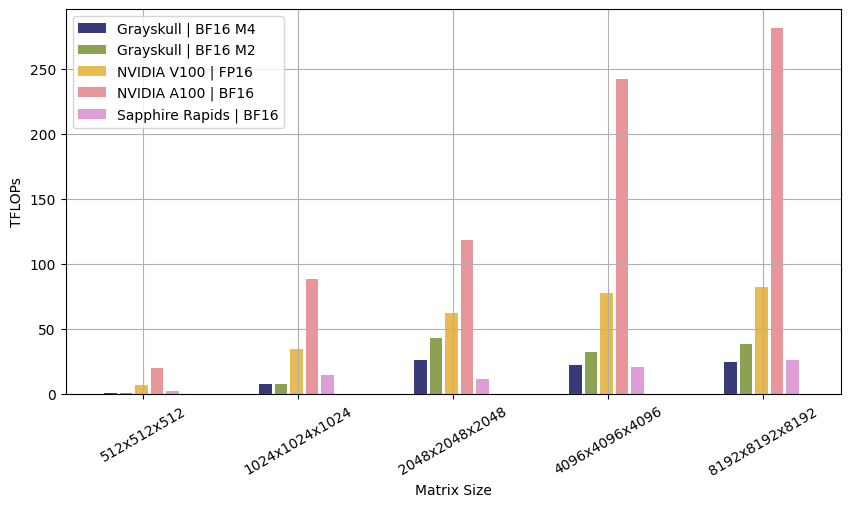 Grayskull | BF16 M4
Grayskull | BF16 M2
NVIDIA V100 | FP16
NVIDIA A100 | BF16
Sapphire Rapids | BF16
TFLOPs
250
200
150
100
50
0
512x512x512
1024x1024x1024
2048x2048x2048
4096x4096x4096
8192x8192x8192
Matrix Size